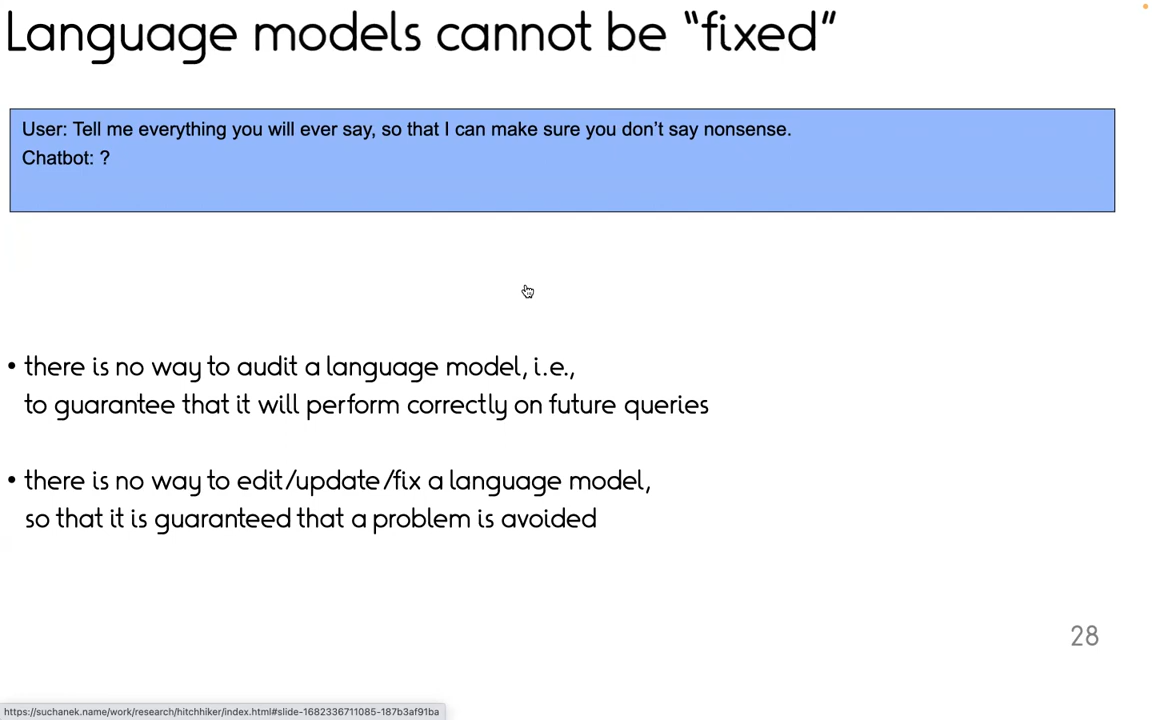 Language models cannot be "fixed"
User: Tell me everything you will ever say, so that I can make sure you don't say nonsense.
Chatbot: ?
• there is no way to audit a language model, i.e.,
to guarantee that it will perform correctly on future queries
• there is no way to edit/update/fix a language model,
so that it is guaranteed that a problem is avoided
28
https://suchanek.name/work/research/hitchhiker/index.html#slide-1682336711085-187b3af91ba